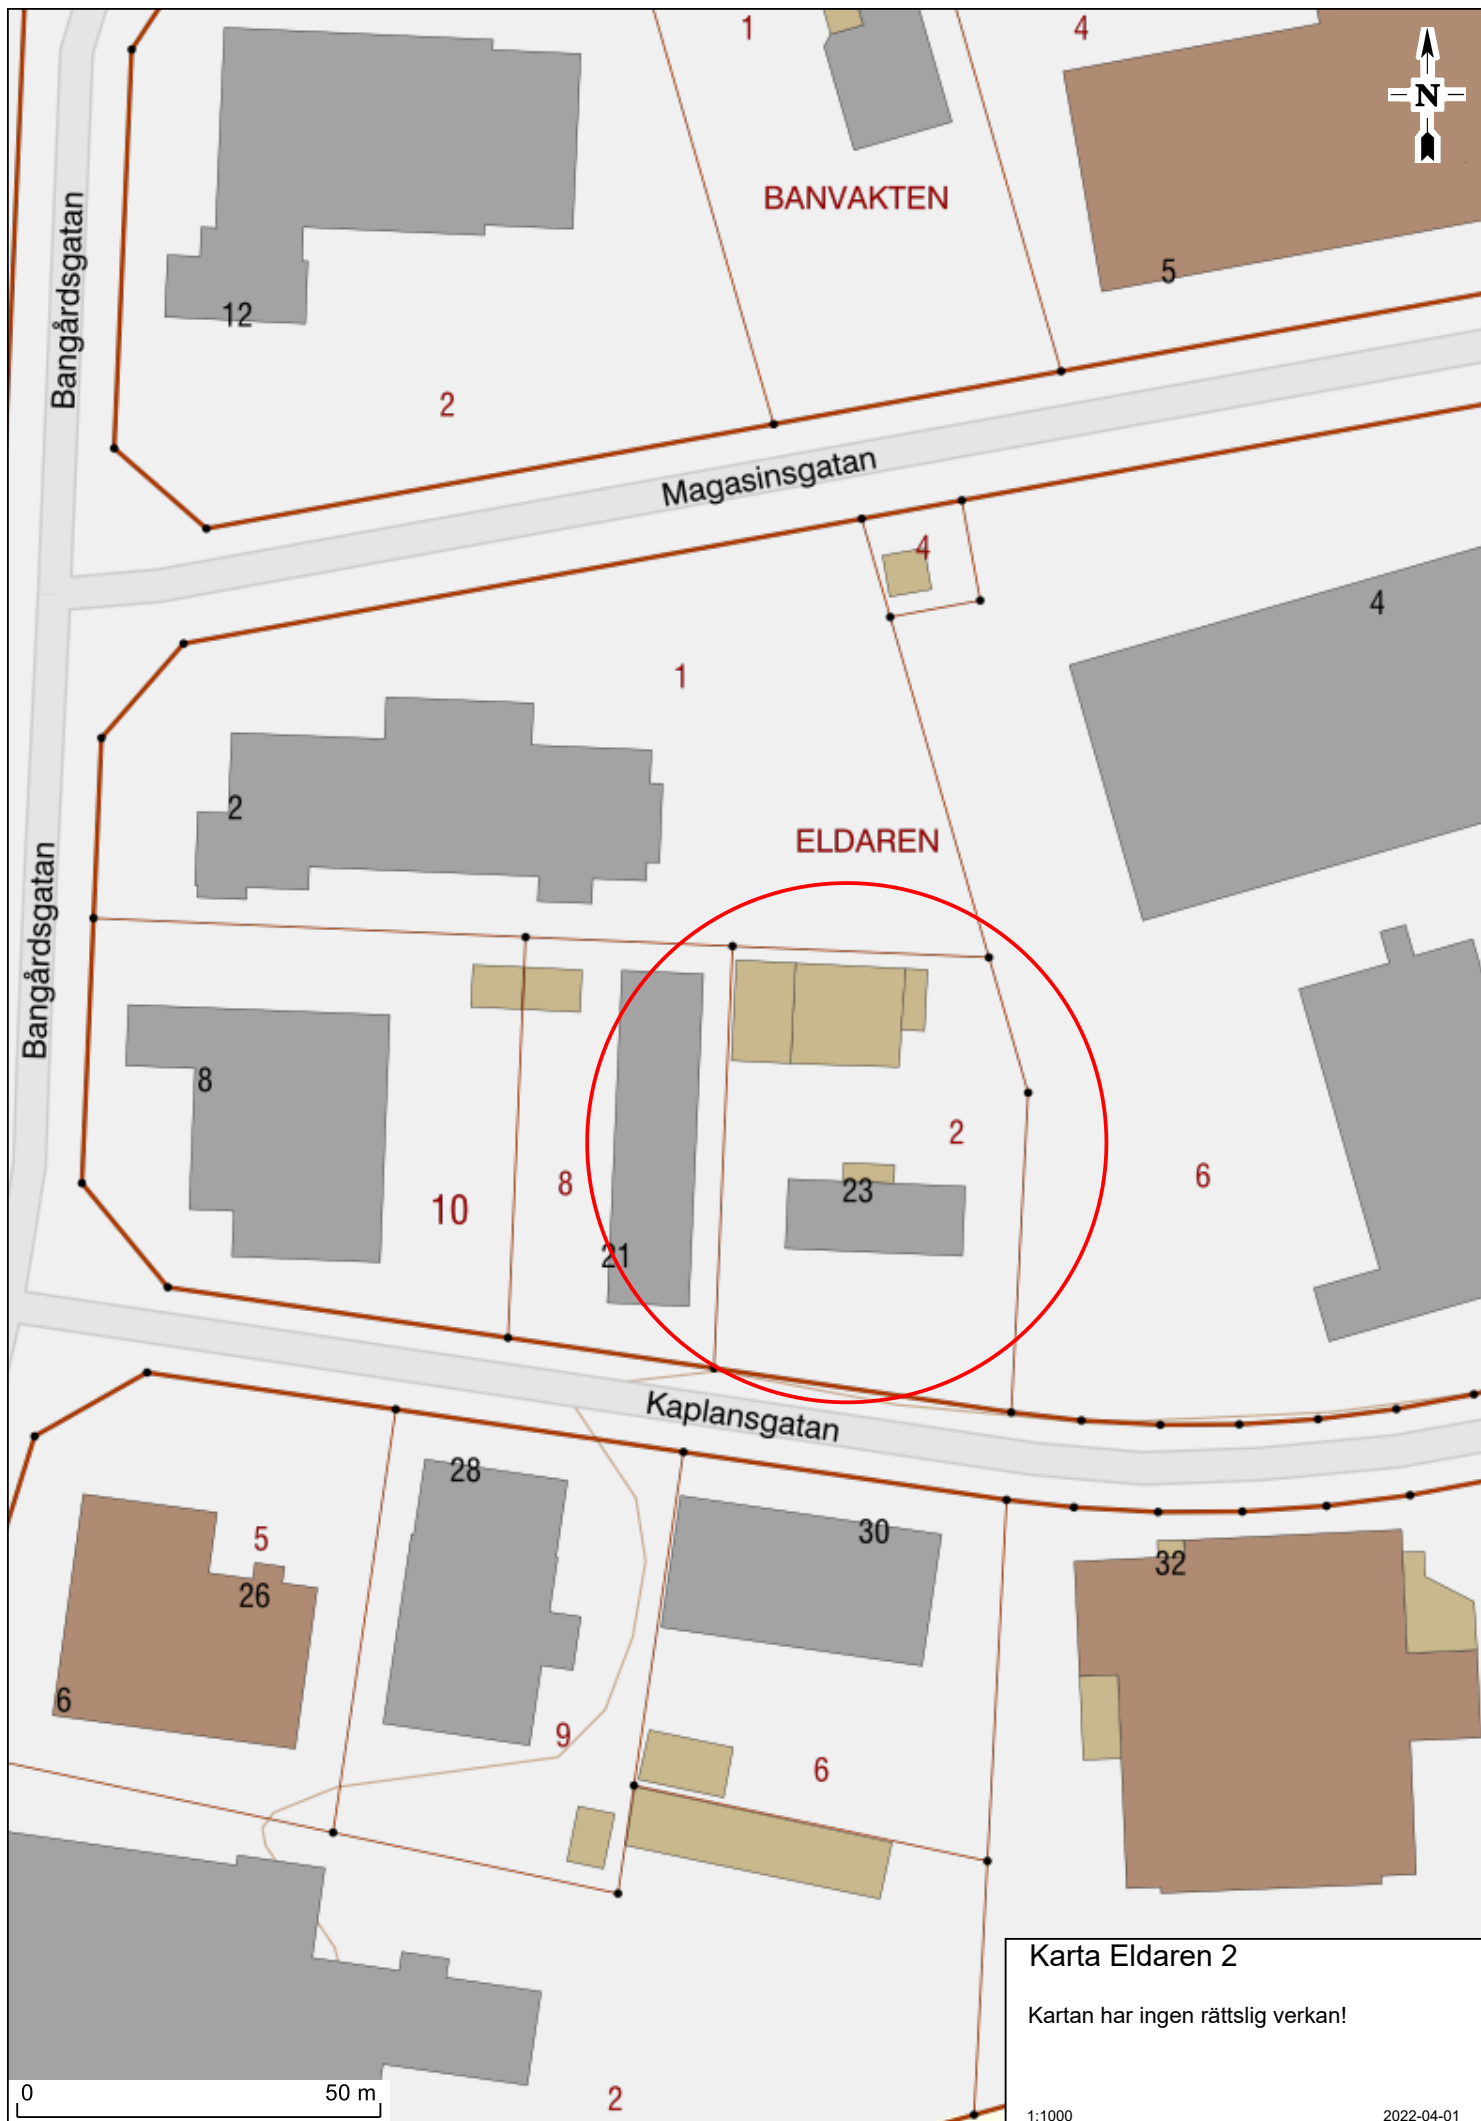 1
4
N
BANVAKTEN
Bangårdsgatan
5
12
2
Magasinsgatan
4
4
1
2
ELDAREN
Bangårdsgatan
8
2
6
8
23
10
21
Kaplansgatan
28
30
5
32
26
6
9
6
Karta Eldaren 2
Kartan har ingen rättslig verkan!
0 50 m
2
1:1000 2022-04-01